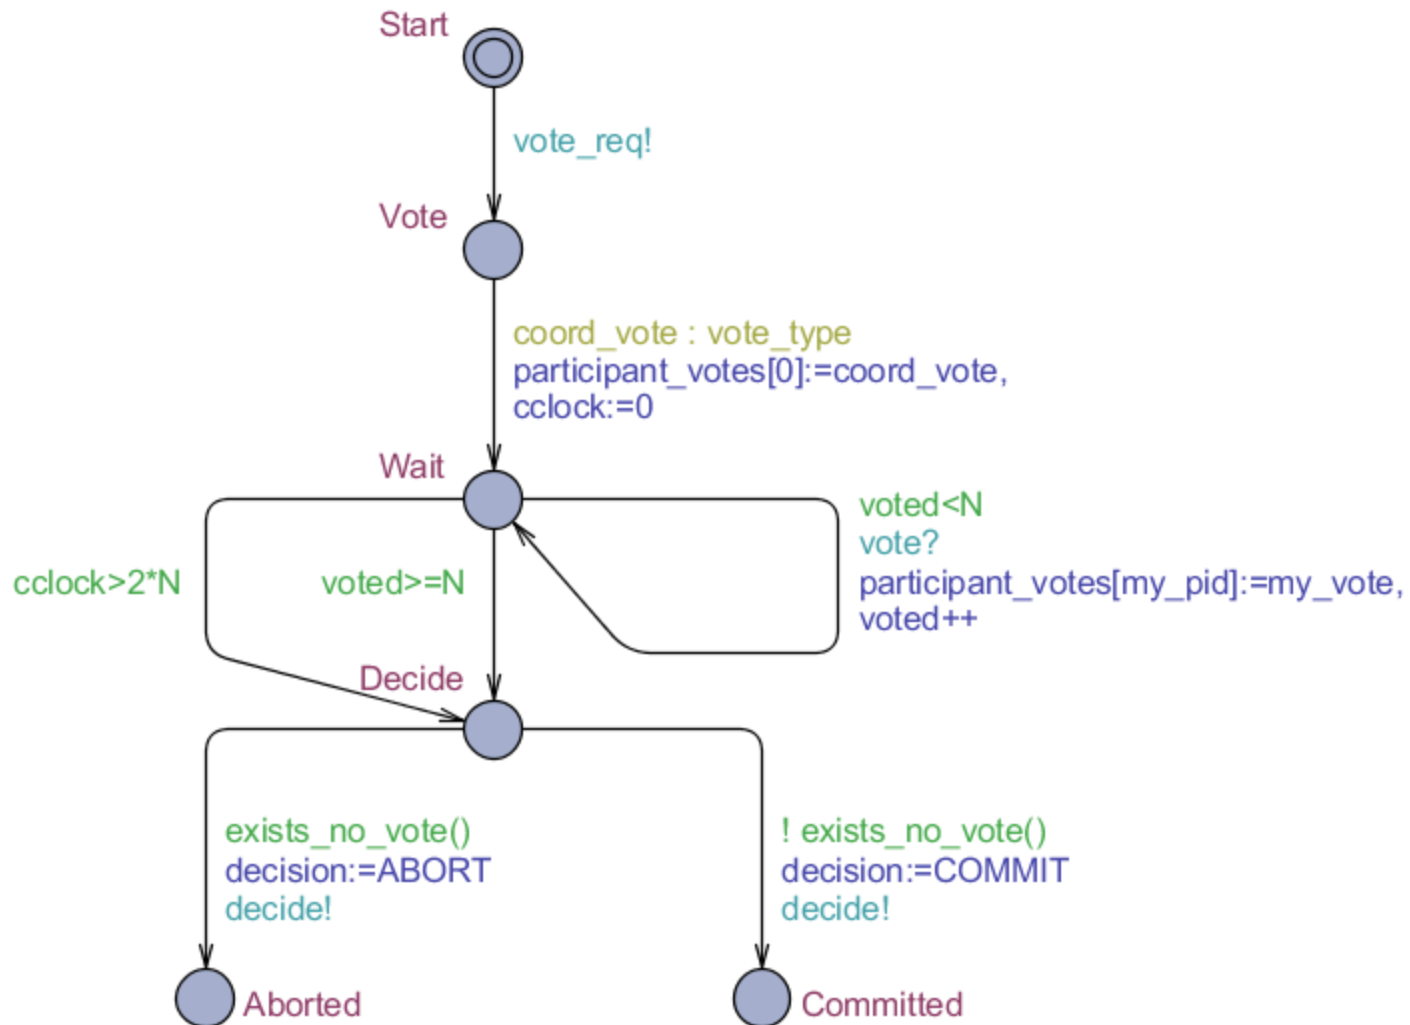 Start
vote_req!
Vote
coord_vote : vote_type
participant_votes[0]:=coord_vote,
cclock:=0
Wait
voted<N
vote?
participant_votes[my_pid]:=my_vote,
voted++
cclock>2*N
voted>=N
Decide
exists_no_vote()
decision:=ABORT
decide!
! exists_no_vote()
decision:=COMMIT
decide!
Aborted
Committed